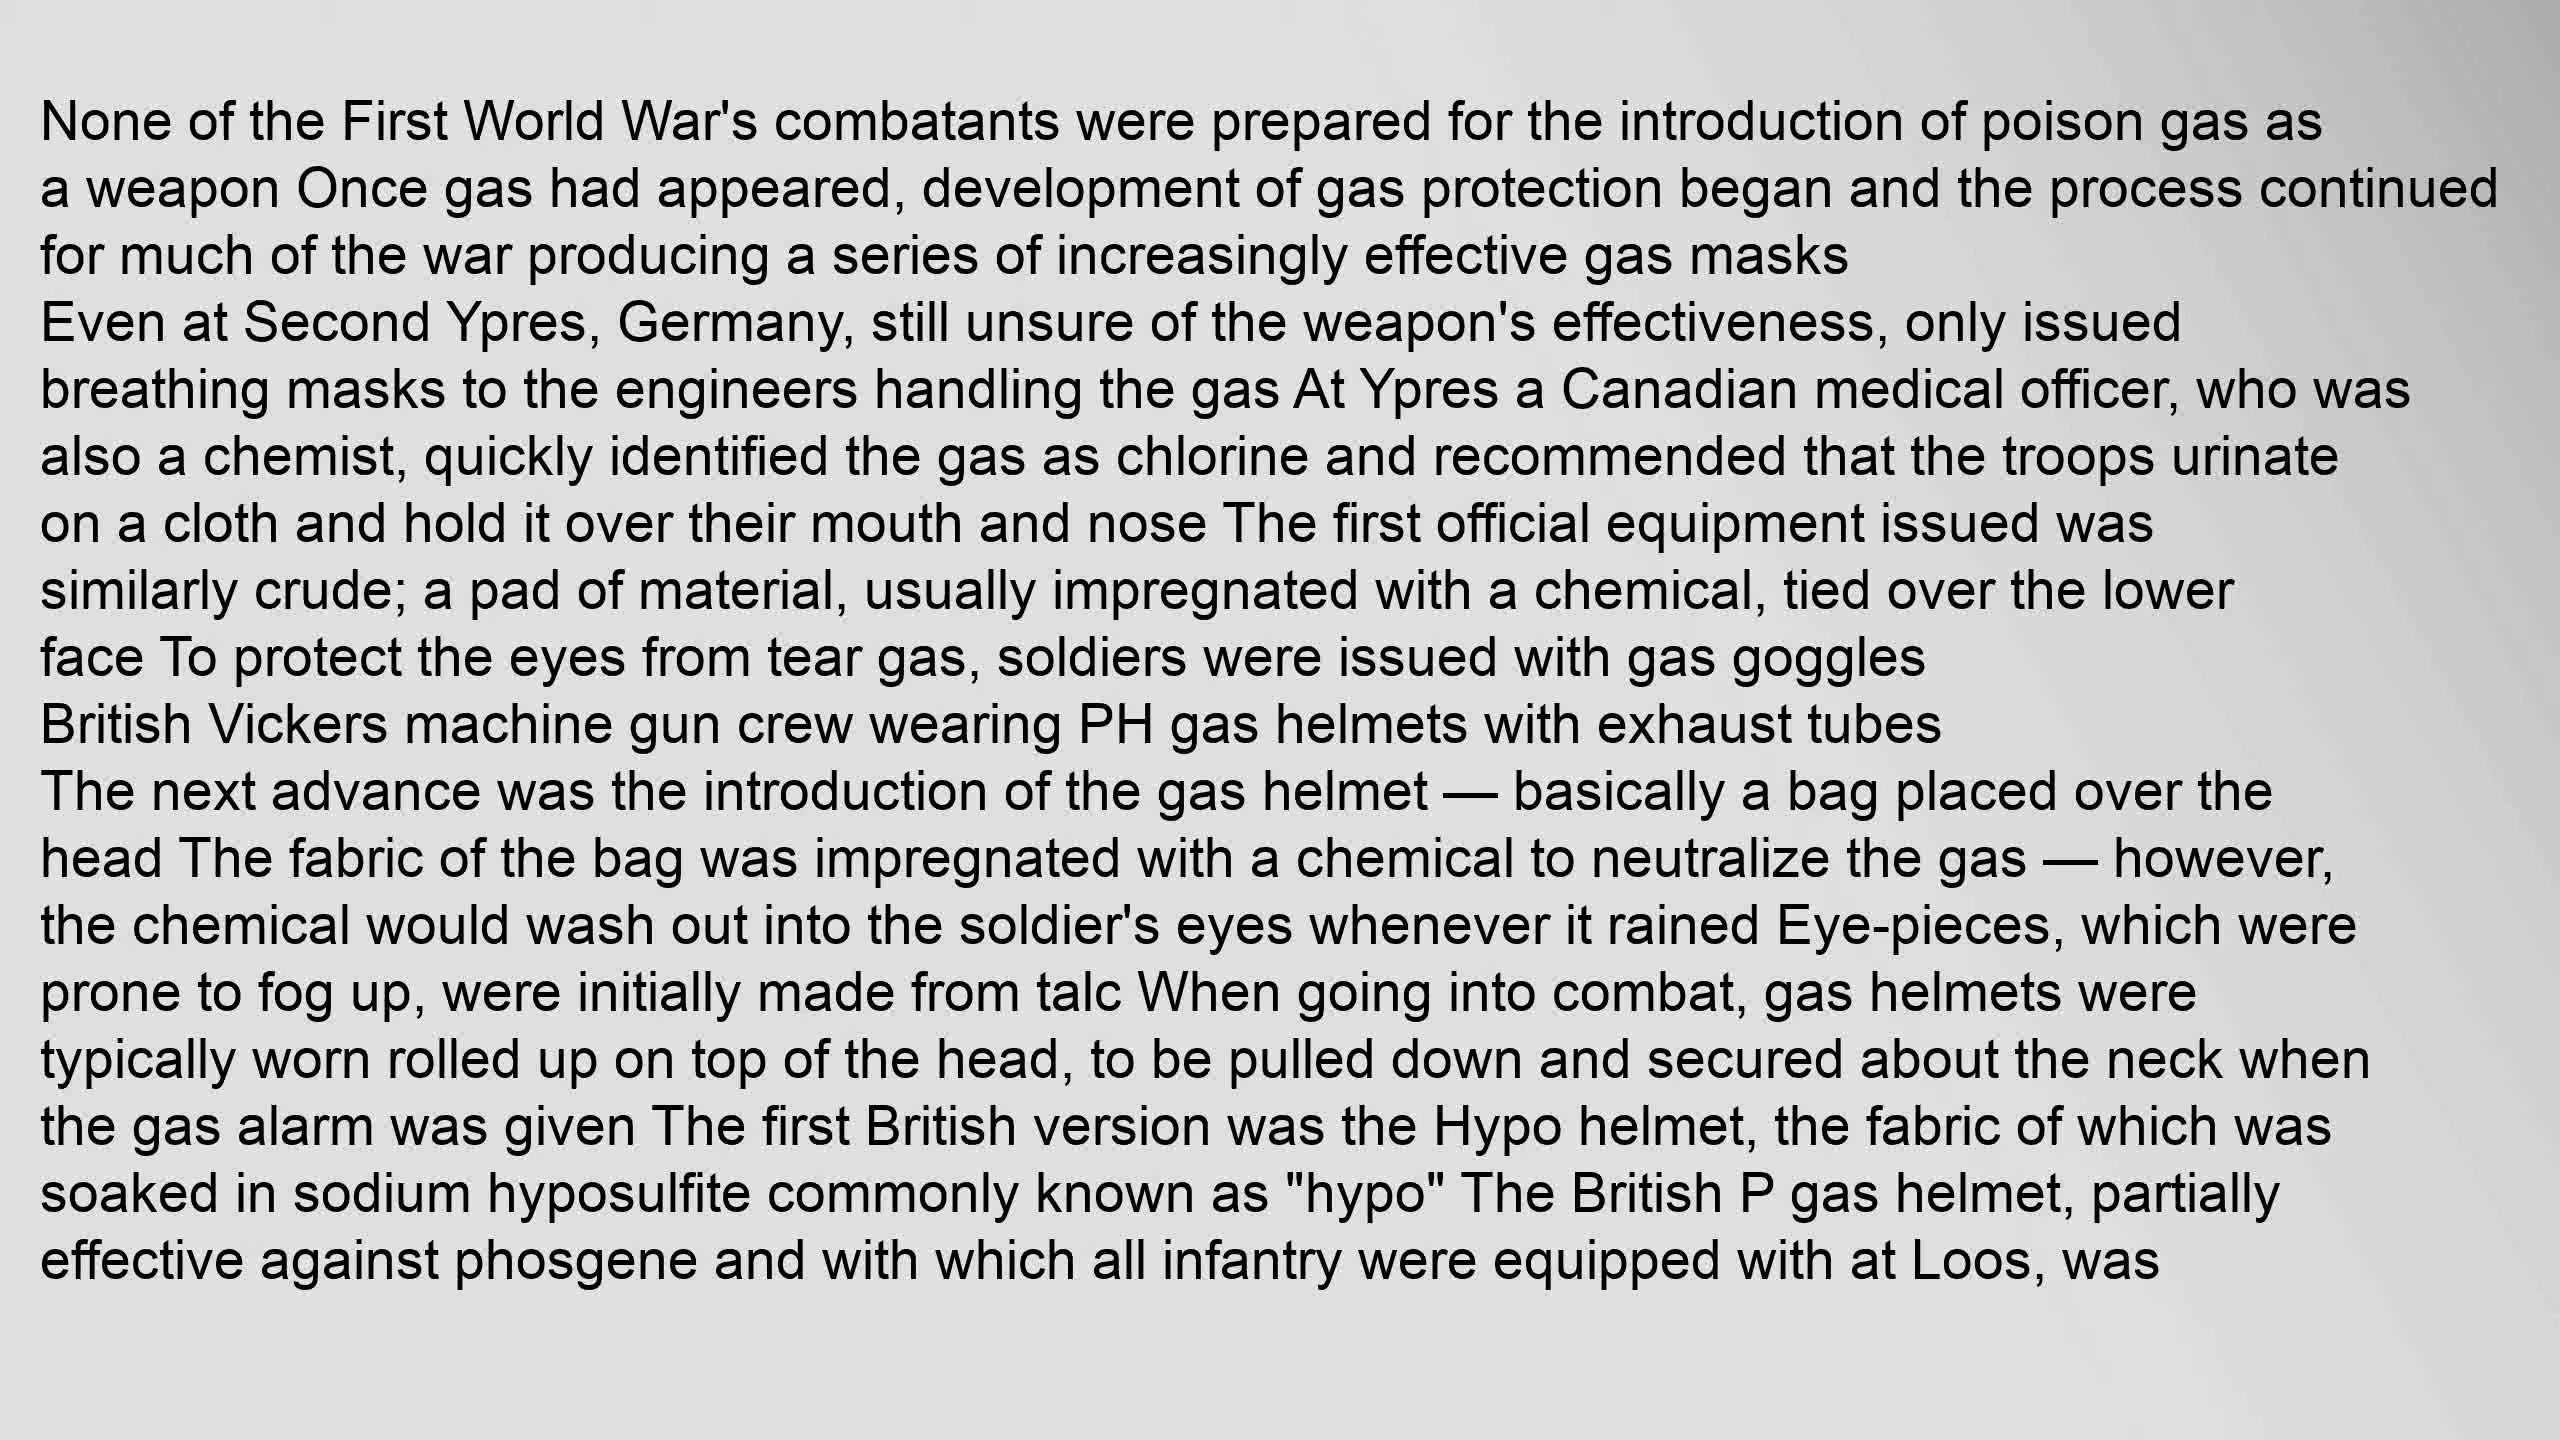 None of the First World War's combatants were prepared for the introduction of poison gas as
a weapon Once gas had appeared, development of gas protection began and the process continued
for much of the war producing a series of increasingly effective gas masks
Even at Second Ypres, Germany, still unsure of the weapon's effectiveness, only issued
breathing masks to the engineers handling the gas At Ypres a Canadian medical officer, who was
also a chemist, quickly identified the gas as chlorine and recommended that the troops urinate
on a cloth and hold it over their mouth and nose The first official equipment issued was
similarly crude; a pad of material, usually impregnated with a chemical, tied over the lower
face To protect the eyes from tear gas, soldiers were issued with gas goggles
British Vickers machine gun crew wearing PH gas helmets with exhaust tubes
The next advance was the introduction of the gas helmet — basically a bag placed over the
head The fabric of the bag was impregnated with a chemical to neutralize the gas — however,
the chemical would wash out into the soldier's eyes whenever it rained Eye-pieces, which were
prone to fog up, were initially made from talc When going into combat, gas helmets were
typically worn rolled up on top of the head, to be pulled down and secured about the neck when
the gas alarm was given The first British version was the Hypo helmet, the fabric of which was
soaked in sodium hyposulfite commonly known as "hypo" The British P gas helmet, partially
effective against phosgene and with which all infantry were equipped with at Loos, was